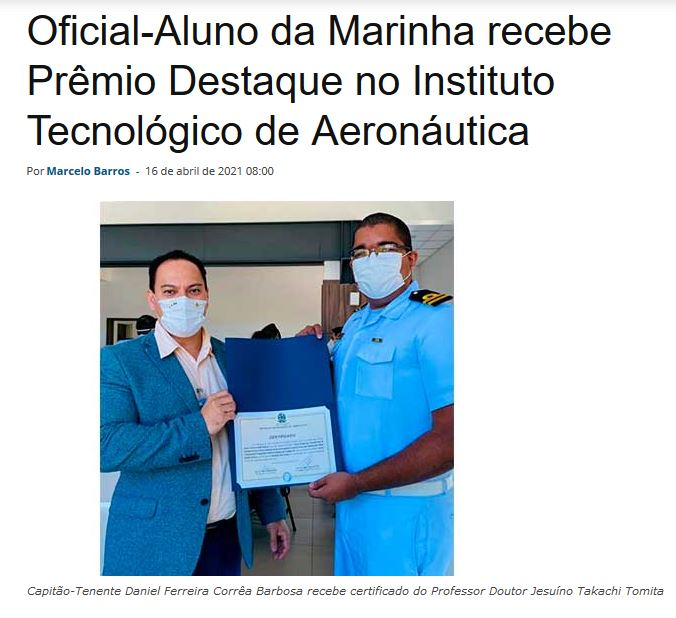 Oficial-Aluno da Marinha recebe
Prêmio Destaque no Instituto
Tecnológico de Aeronáutica
Por Marcelo Barros - 16 de abril de 2021 08:00
CERTIFICADO
Capitão-Tenente Daniel Ferreira Corrêa Barbosa recebe certificado do Professor Doutor Jesuíno Takachi Tomita